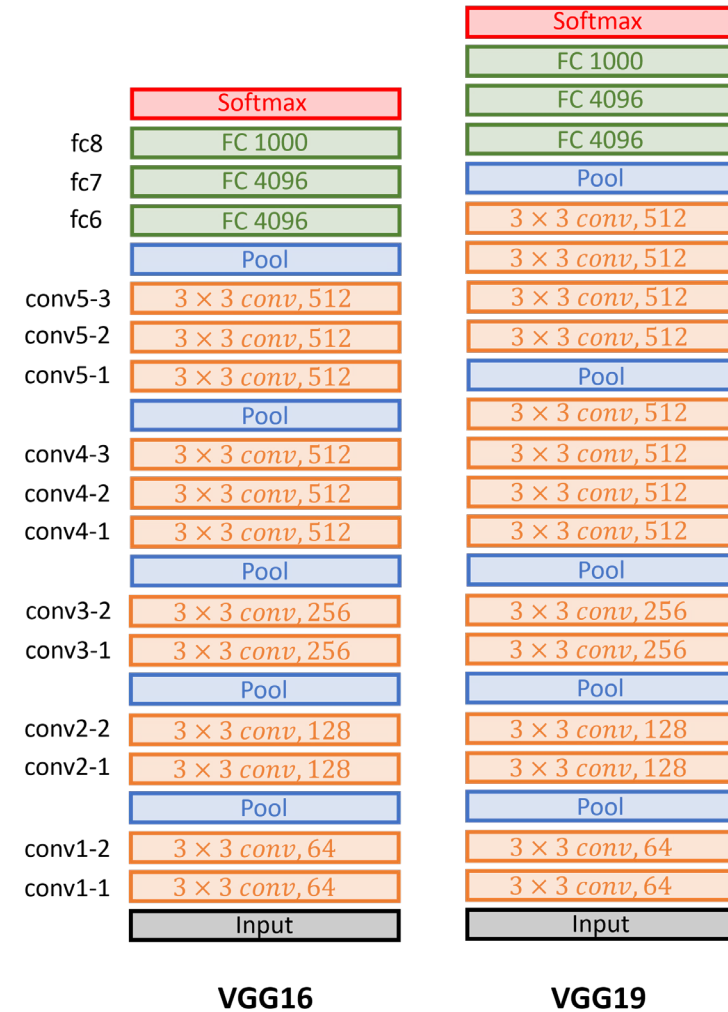 Softmax
FC 1000
FC 4096
FC 4096
Pool
3 × 3 conv, 512
3 × 3 conv, 512
3 × 3 conv, 512
3 × 3 conv, 512
Pool
3 × 3 conv, 512
3 × 3 conv, 512
3 × 3 conv, 512
3 × 3 conv, 512
Pool
3 × 3 conv, 256
3 × 3 conv, 256
Pool
3 × 3 conv, 128
3 × 3 conv, 128
Pool
3 × 3 conv, 64
3 × 3 conv, 64
Input
VGG19
Softmax
fc8 FC 1000
fc7 FC 4096
fc6 FC 4096
Pool
conv5-3 3 × 3 conv, 512
conv5-2 3 × 3 conv, 512
conv5-1 3 × 3 conv, 512
Pool
conv4-3 3 × 3 conv, 512
conv4-2 3 × 3 conv, 512
conv4-1 3 × 3 conv, 512
Pool
conv3-2 3 × 3 conv, 256
conv3-1 3 × 3 conv, 256
Pool
conv2-2 3 × 3 conv, 128
conv2-1 3 × 3 conv, 128
Pool
conv1-2 3 × 3 conv, 64
conv1-1 3 × 3 conv, 64
Input
VGG16